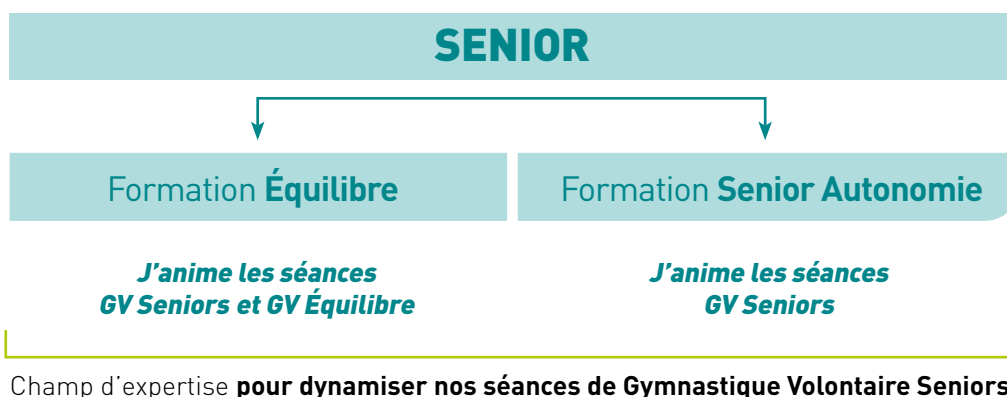 SENIOR
Formation Équilibre
Formation Senior Autonomie
J'anime les séances
GV Seniors et GV Équilibre
J'anime les séances
GV Seniors
Champ d'expertise pour dynamiser nos séances de Gymnastique Volontaire Seniors